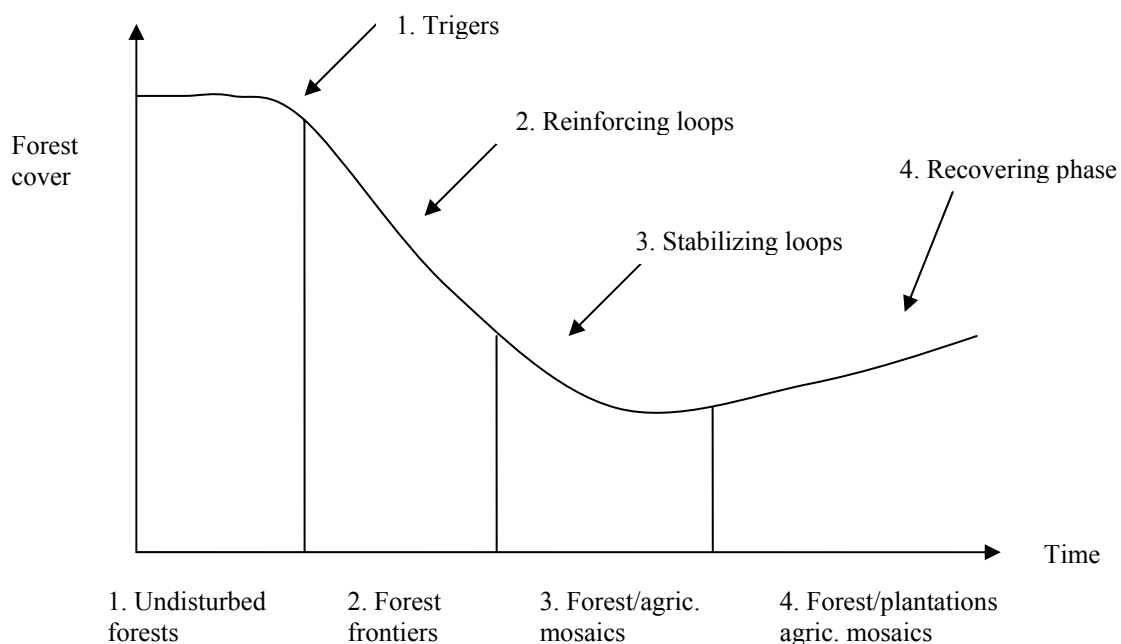 1. Trigers
2. Reinforcing loops
Forest
cover
4. Recovering phase
3. Stabilizing loops
Time
1. Undisturbed
forests
2. Forest
frontiers
3. Forest/agric.
mosaics
4. Forest/plantations
agric. mosaics